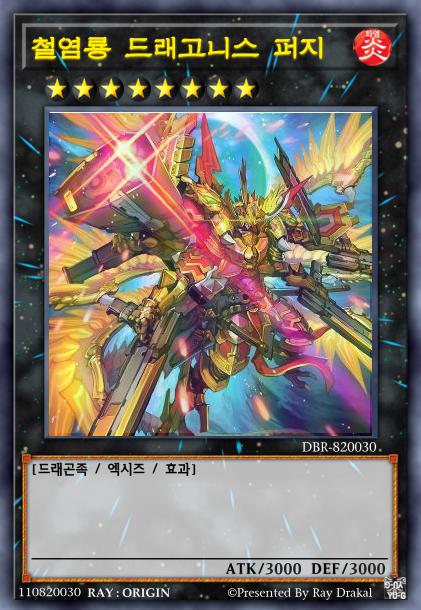 철염룡 드래고니스 퍼지
화염
炎
DBR-820030
[드래곤족 / 엑시즈 / 효과]
ATK/3000 DEF/3000
110820030 RAY : ORIGIN ©Presented By Ray Drakal